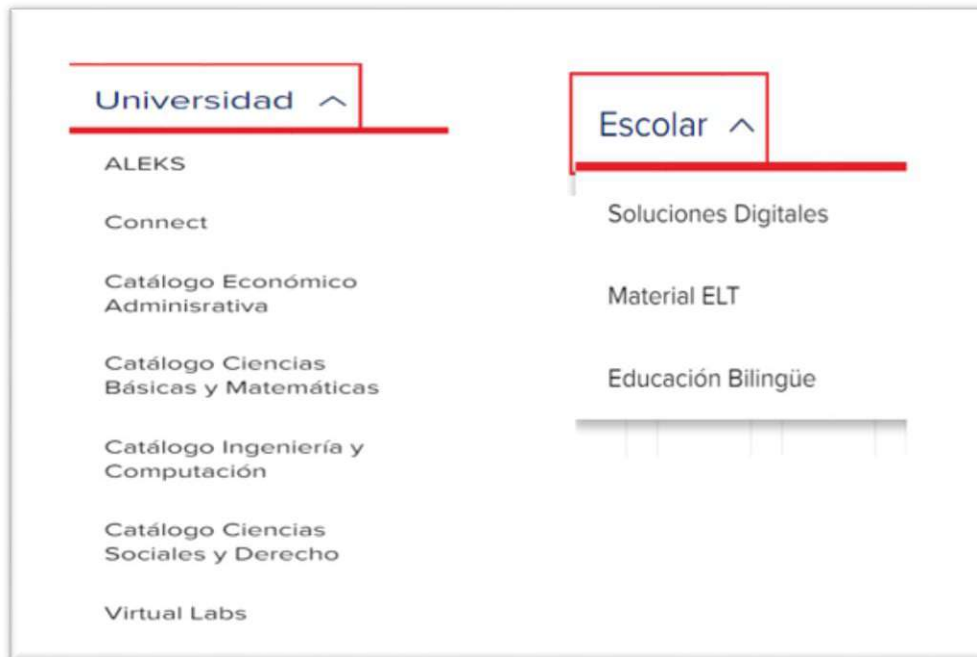 Universidad
ALEKS
Connect
Catálogo Económico
Adminisrativa
Catálogo Ciencias
Básicas y Matemáticas
Catálogo Ingeniería y
Computación
Catálogo Ciencias
Sociales y Derecho
Virtual Labs
Escolar
Soluciones Digitales
Material ELT
Educación Bilingüe